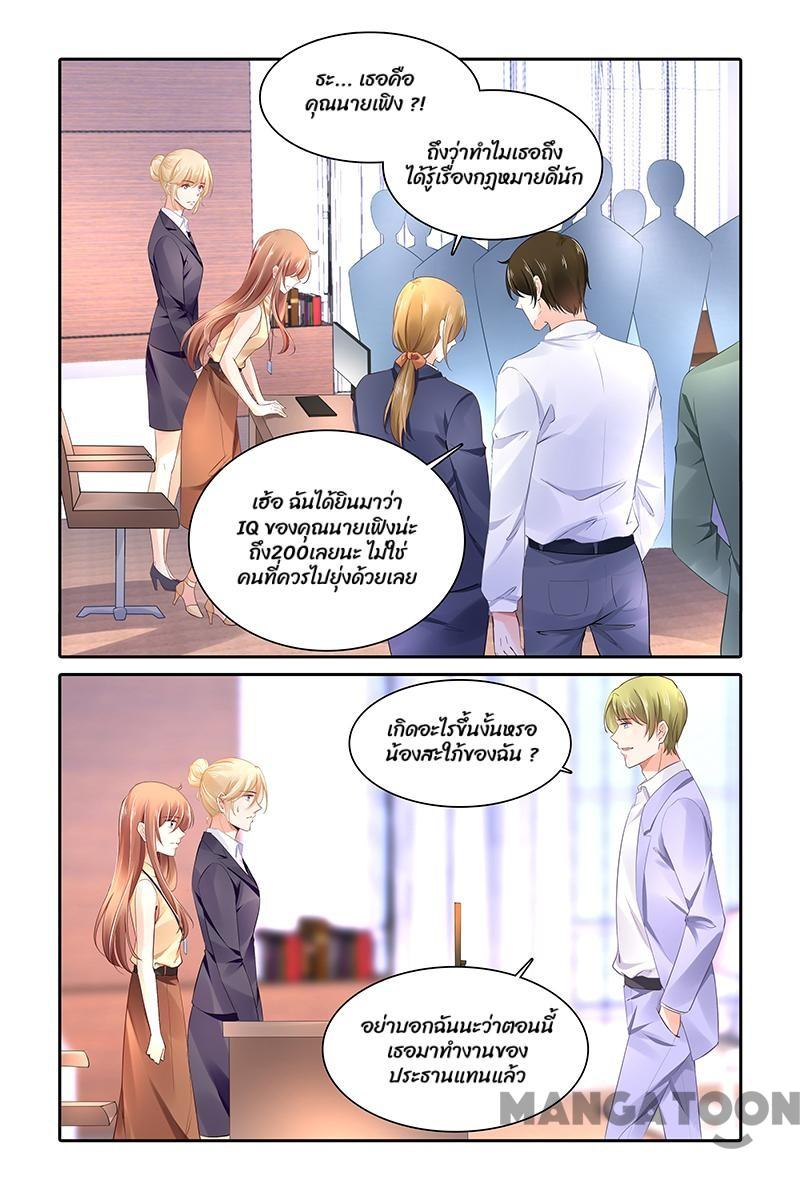 ธะ... เธอคือ
คุณนายเฟิง ?!
ถึงว่าทำไมเธอถึง
ได้รู้เรื่องกฎหมายดีนัก
เฮ้อ ฉันได้ยินมาว่า
IQ ของคุณนายเฟิงน่ะ
ถึง200เลยนะ ไม่ใช่
คนที่ควรไปยุ่งด้วยเลย
เกิดอะไรขึ้นงั้นหรอ
น้องสะใภ้ของฉัน ?
อย่าบอกฉันนะว่าตอนนี้
เธอมาทำงานของ
ประธานแทนแล้ว
MANGATOON